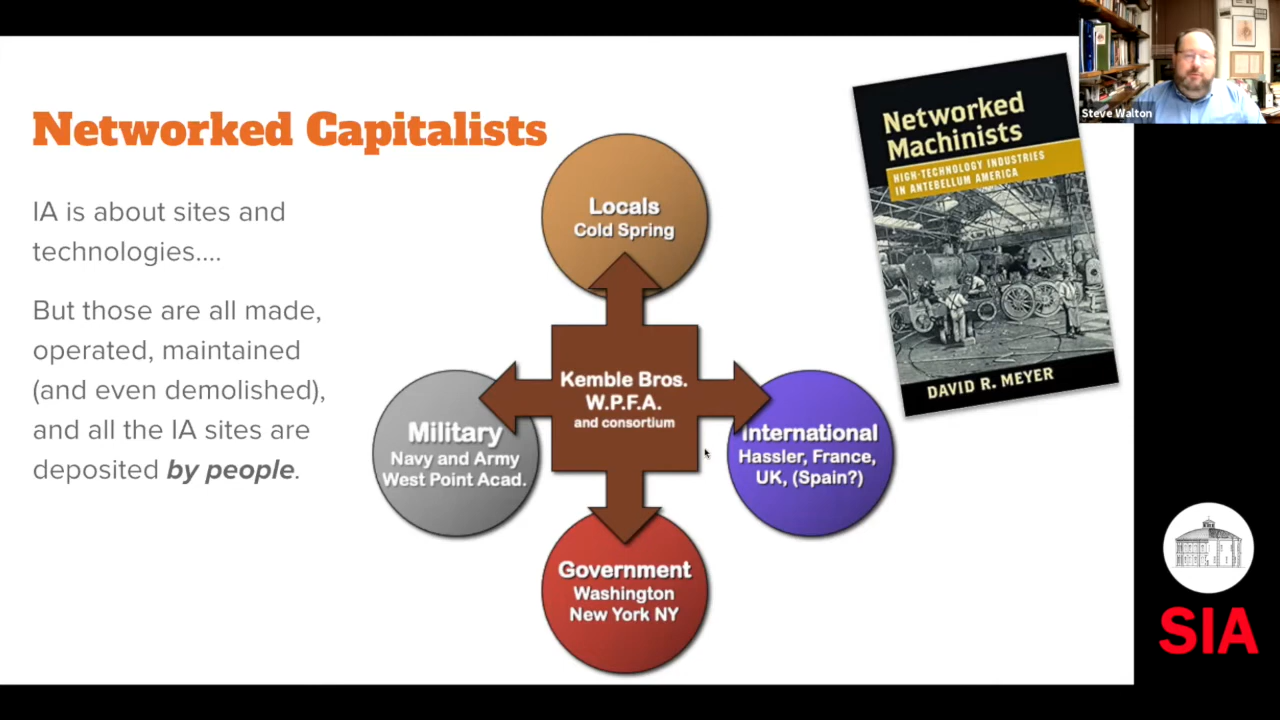 Networked Capitalists
IA is about sites and
technologies....
But those are all made,
operated, maintained
(and even demolished),
and all the IA sites are
deposited by people.
Locals
Cold Spring
Kemble Bros.
W.P.F.A.
and consortium
Military
Navy and Army
West Point Acad.
International
Hassler, France,
UK, (Spain?)
Government
Washington
New York NY
Networked
Machinists
HIGH-TECHNOLOGY INDUSTRIES
IN ANTEBELLUM AMERICA
DAVID R. MEYER
Steve Walton
SIA